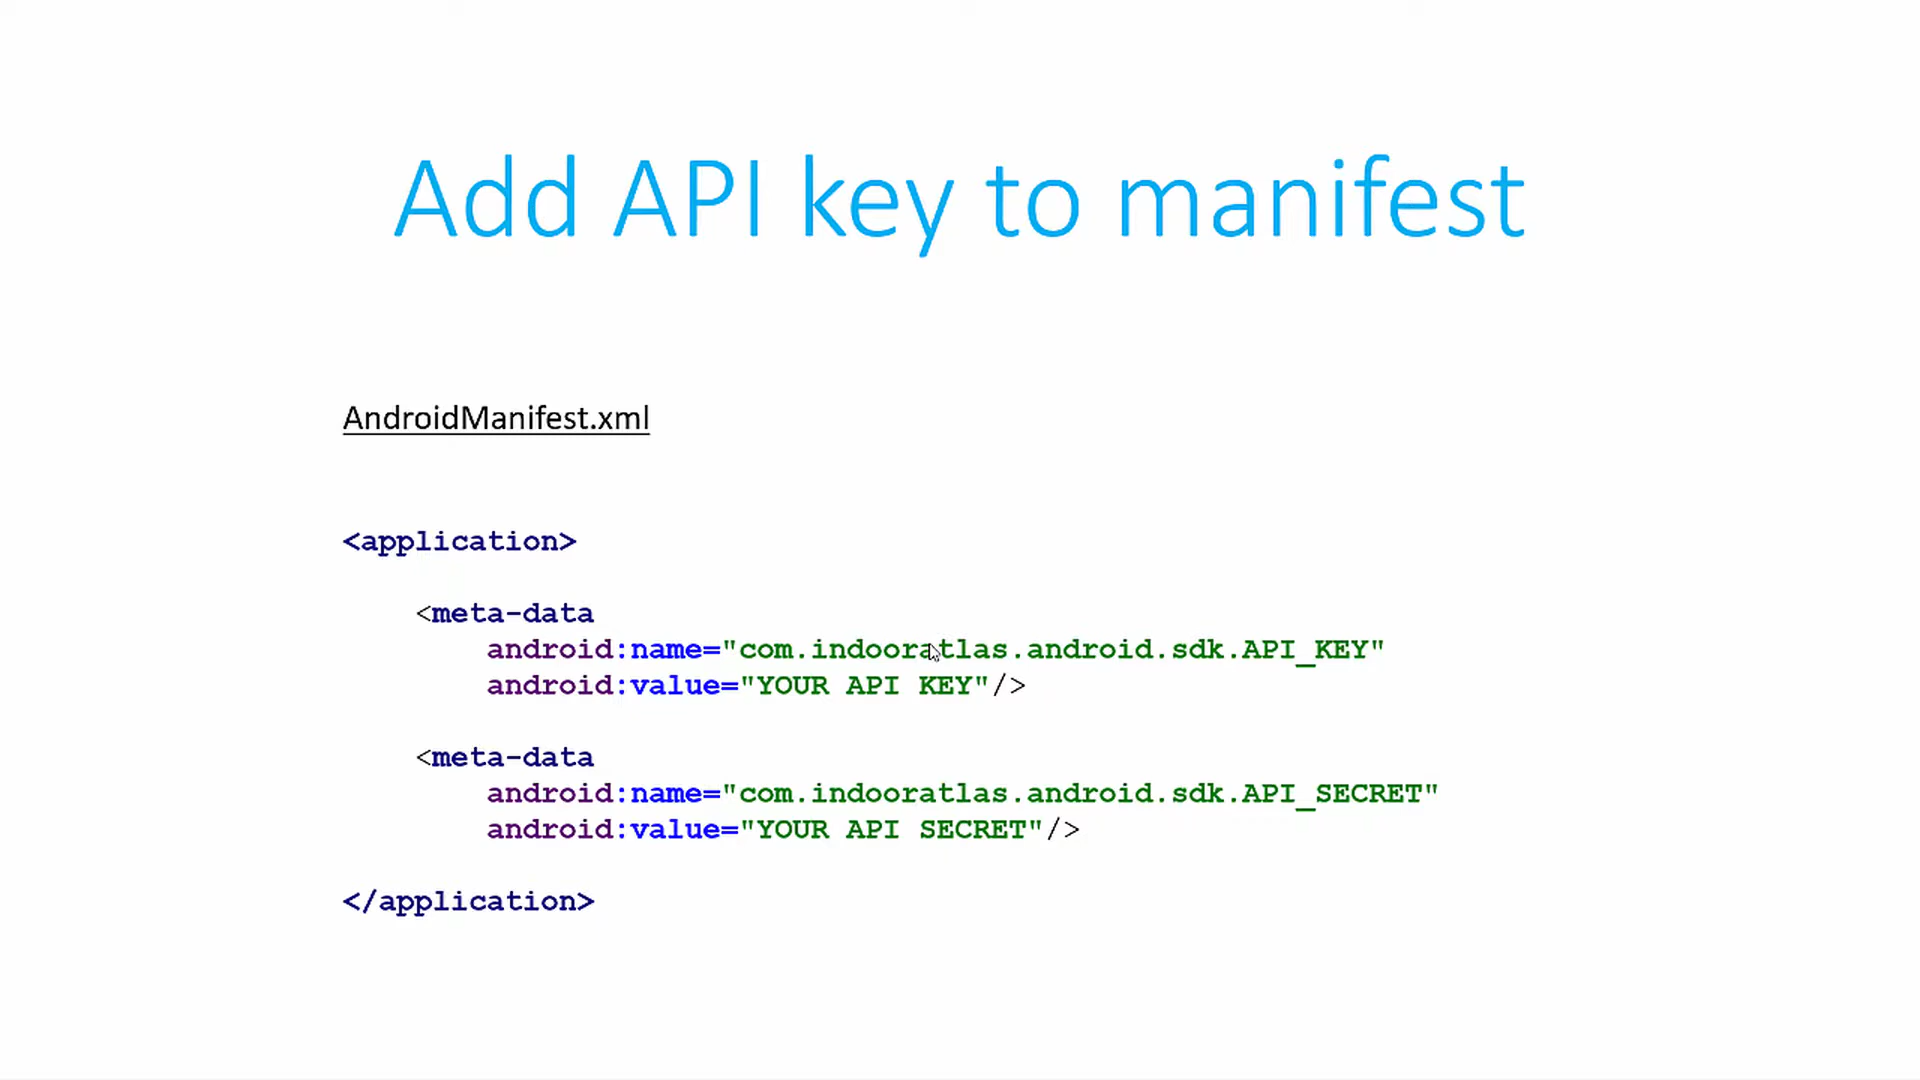 Add API key to manifest
AndroidManifest.xml
<application>
<meta-data
android:name="com.indooratlas.android.sdk.API_KEY"
android:value="YOUR API KEY"/>
<meta-data
android:name="com.indooratlas.android.sdk.API_SECRET"
android:value="YOUR API SECRET"/>
</application>